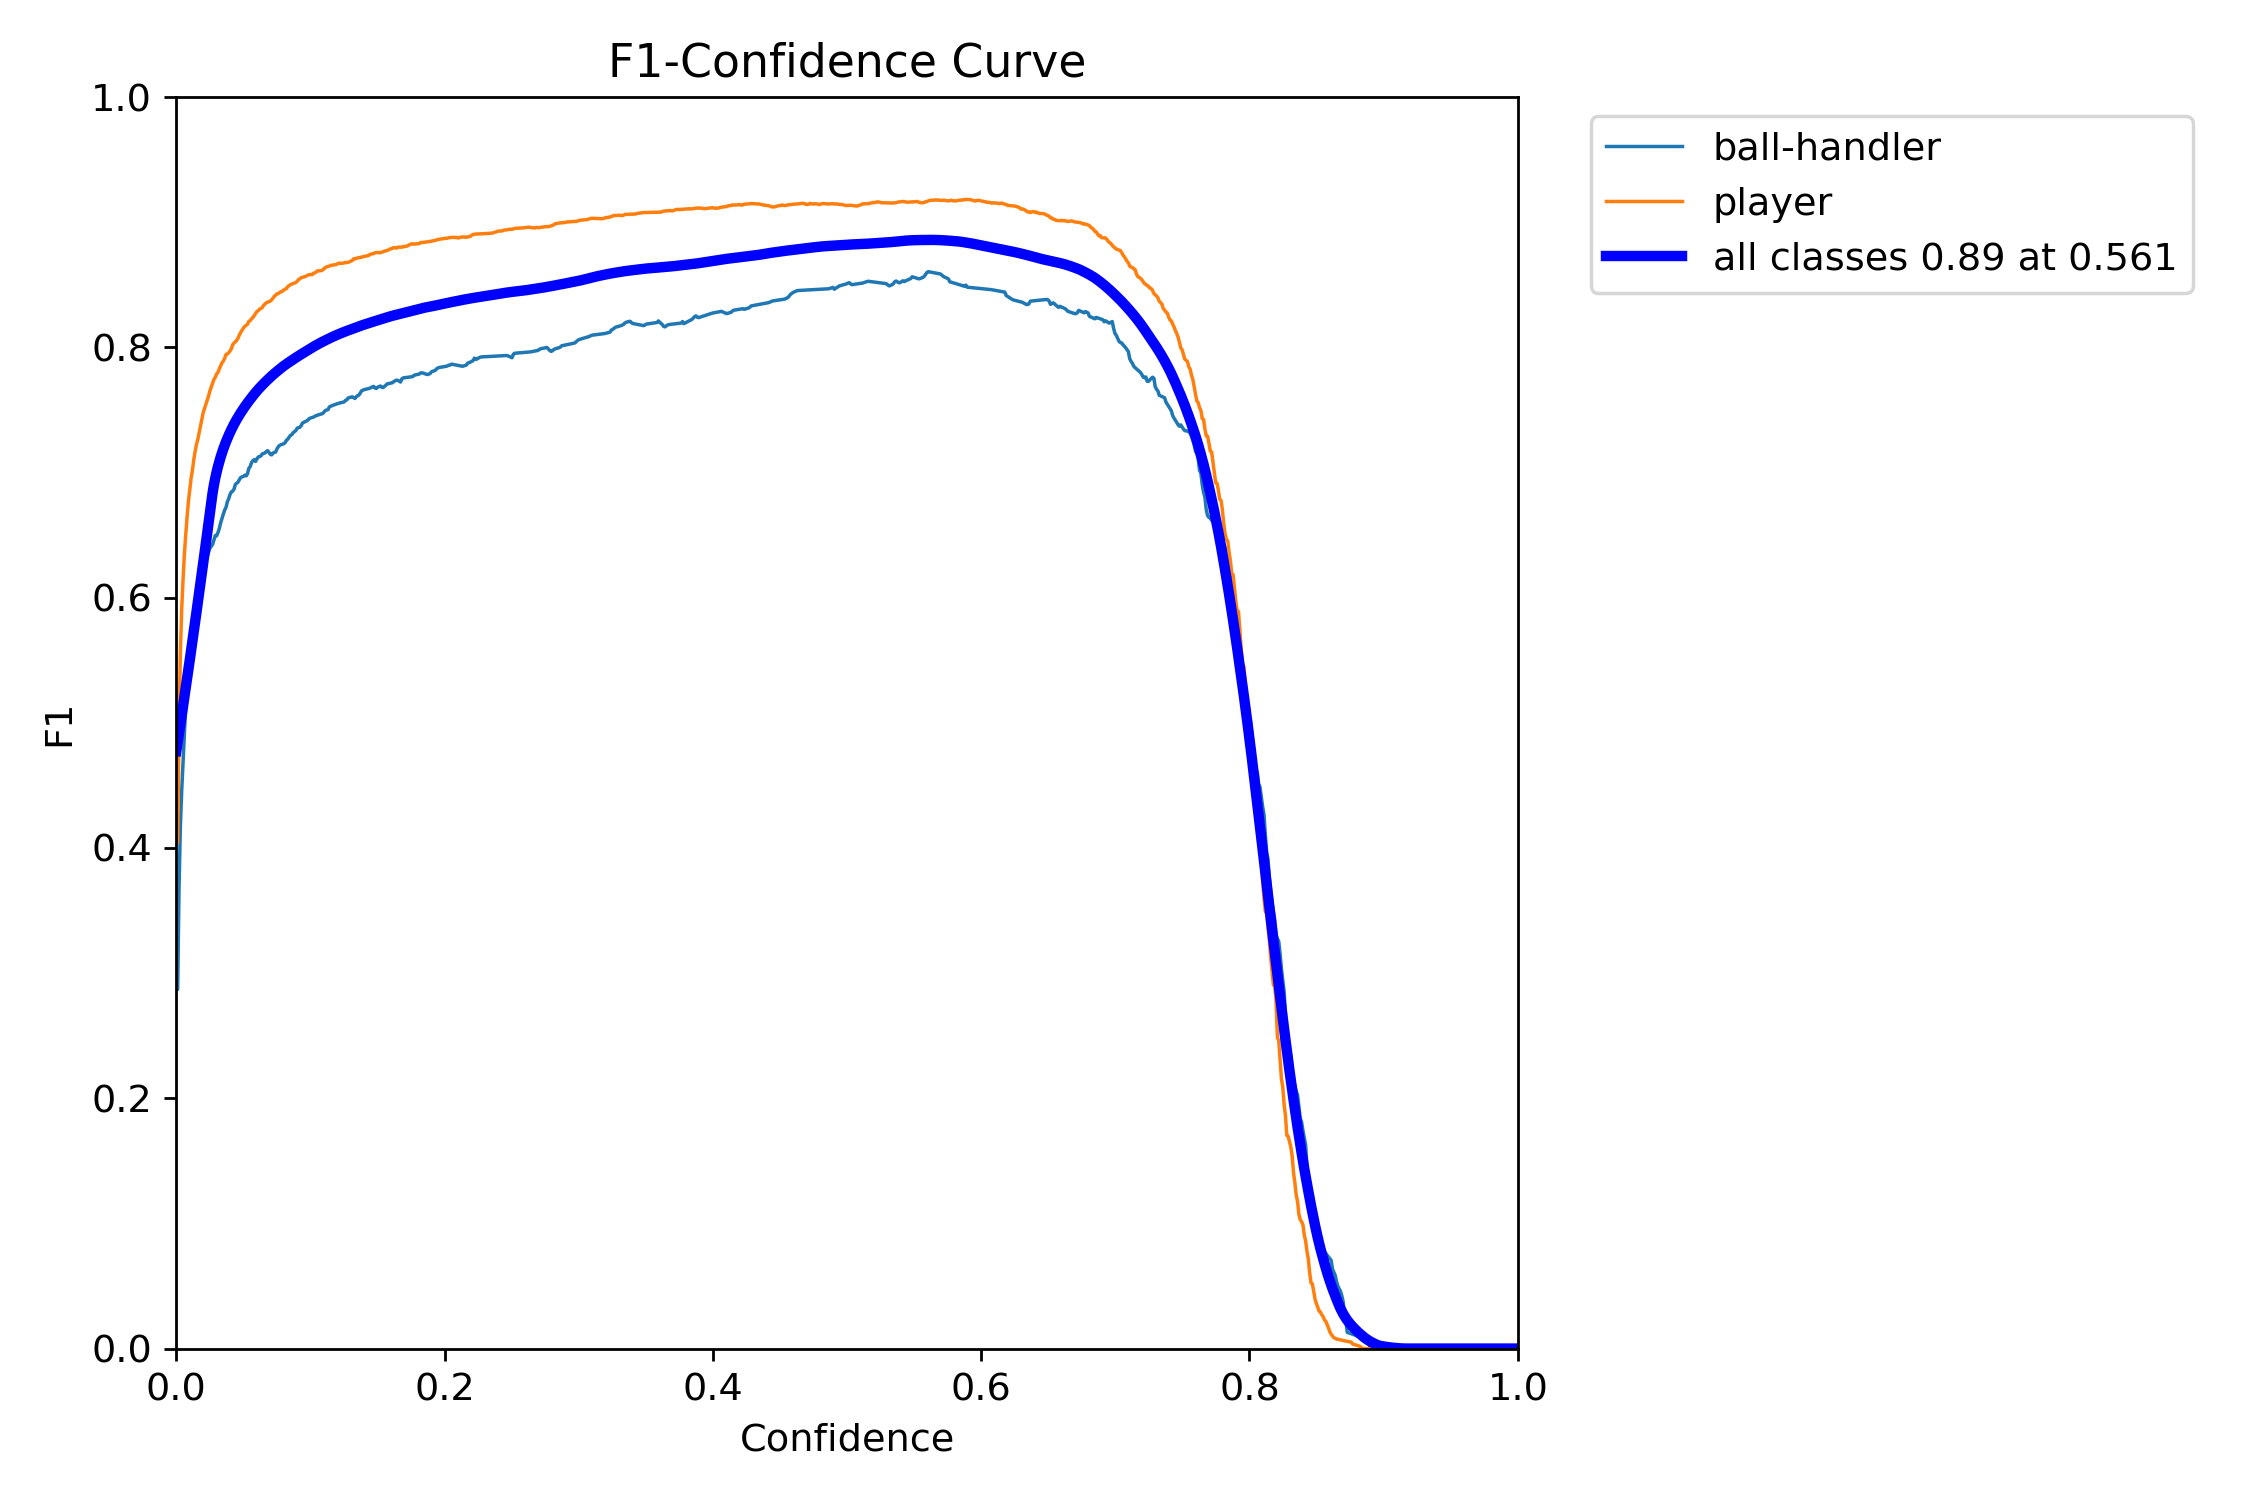 F1-Confidence Curve
ball-handler
player
all classes 0.89 at 0.561
1.0
0.8
0.6
0.4
0.2
0.0
F1
0.0 0.2 0.4 0.6 0.8 1.0
Confidence